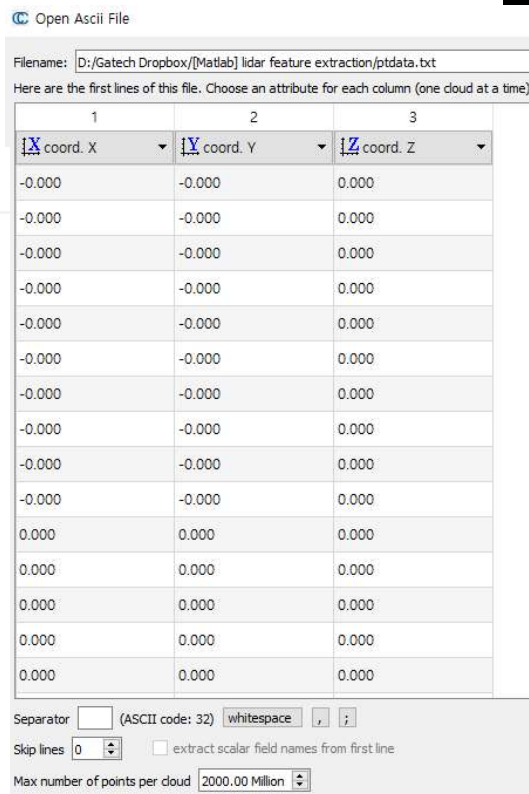 Open Ascii File
Filename: D:/Gatech Dropbox/[Matlab] lidar feature extraction/ptdata.txt
Here are the first lines of this file. Choose an attribute for each column (one cloud at a time)
1 2 3
X coord. X Y coord. Y Z coord. Z
-0.000 -0.000 0.000
-0.000 -0.000 0.000
-0.000 -0.000 0.000
-0.000 -0.000 0.000
-0.000 -0.000 0.000
-0.000 -0.000 0.000
-0.000 -0.000 0.000
-0.000 -0.000 0.000
-0.000 -0.000 0.000
-0.000 -0.000 0.000
0.000 0.000 0.000
0.000 0.000 0.000
0.000 0.000 0.000
0.000 0.000 0.000
0.000 0.000 0.000
Separator (ASCII code: 32) whitespace , ;
Skip lines 0 extract scalar field names from first line
Max number of points per cloud 2000.00 Million